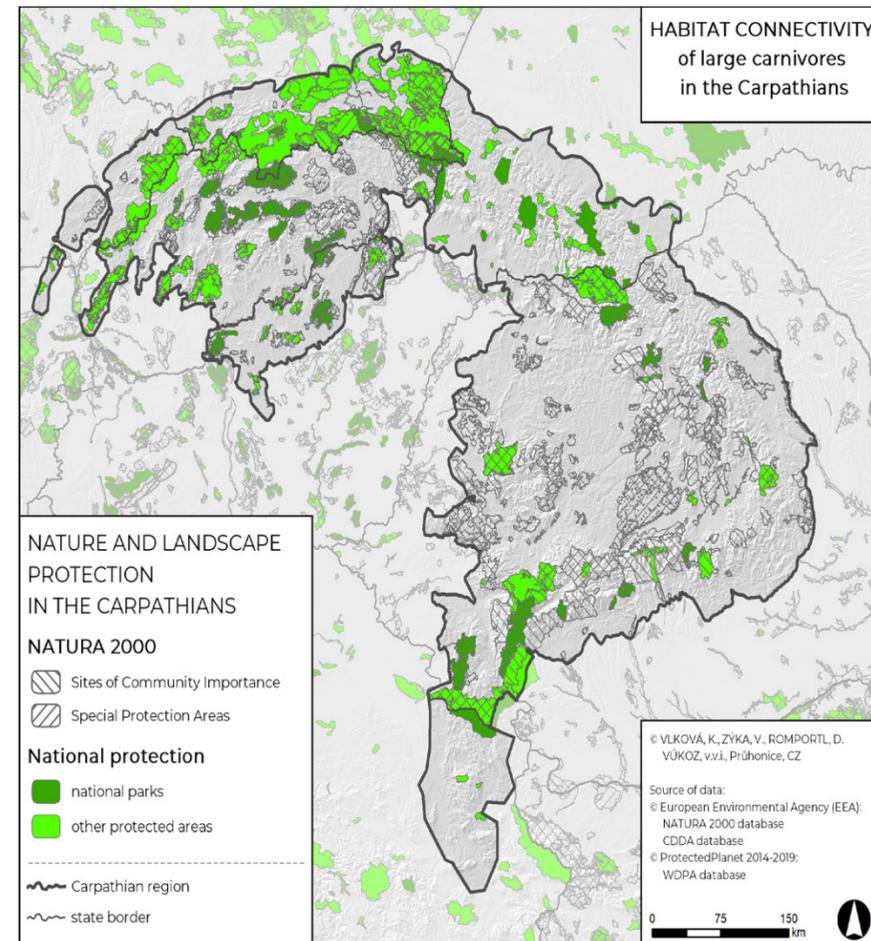 HABITAT CONNECTIVITY
of large carnivores
in the Carpathians
NATURE AND LANDSCAPE
PROTECTION
IN THE CARPATHIANS
NATURA 2000
Sites of Community Importance
Special Protection Areas
National protection
national parks
other protected areas
Carpathian region
state border
© VLKOVÁ, K., ZÝKA, V., ROMPORTL, D.
VÚKOZ, v.v.i., Průhonice, CZ
Source of data:
© European Environmental Agency (EEA):
NATURA 2000 database
CDDA database
© ProtectedPlanet 2014-2019:
WDPA database
0 75 150
km